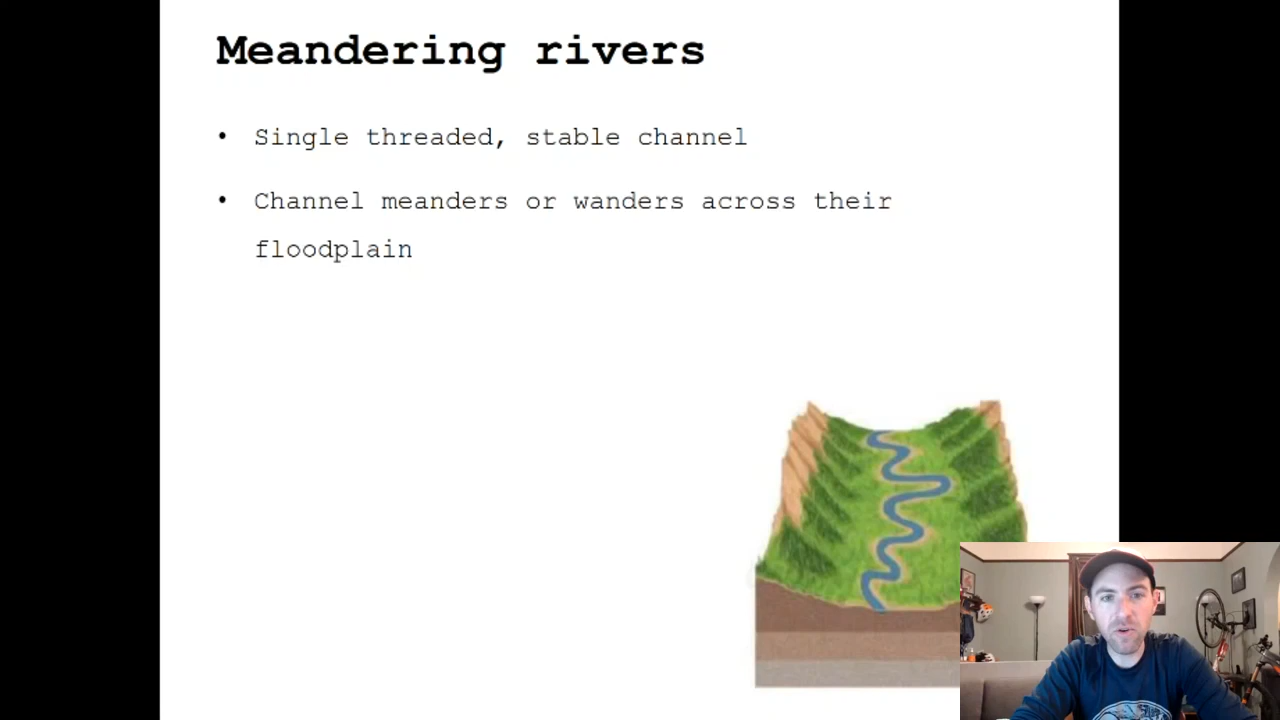 Meandering rivers
• Single threaded, stable channel
• Channel meanders or wanders across their
floodplain